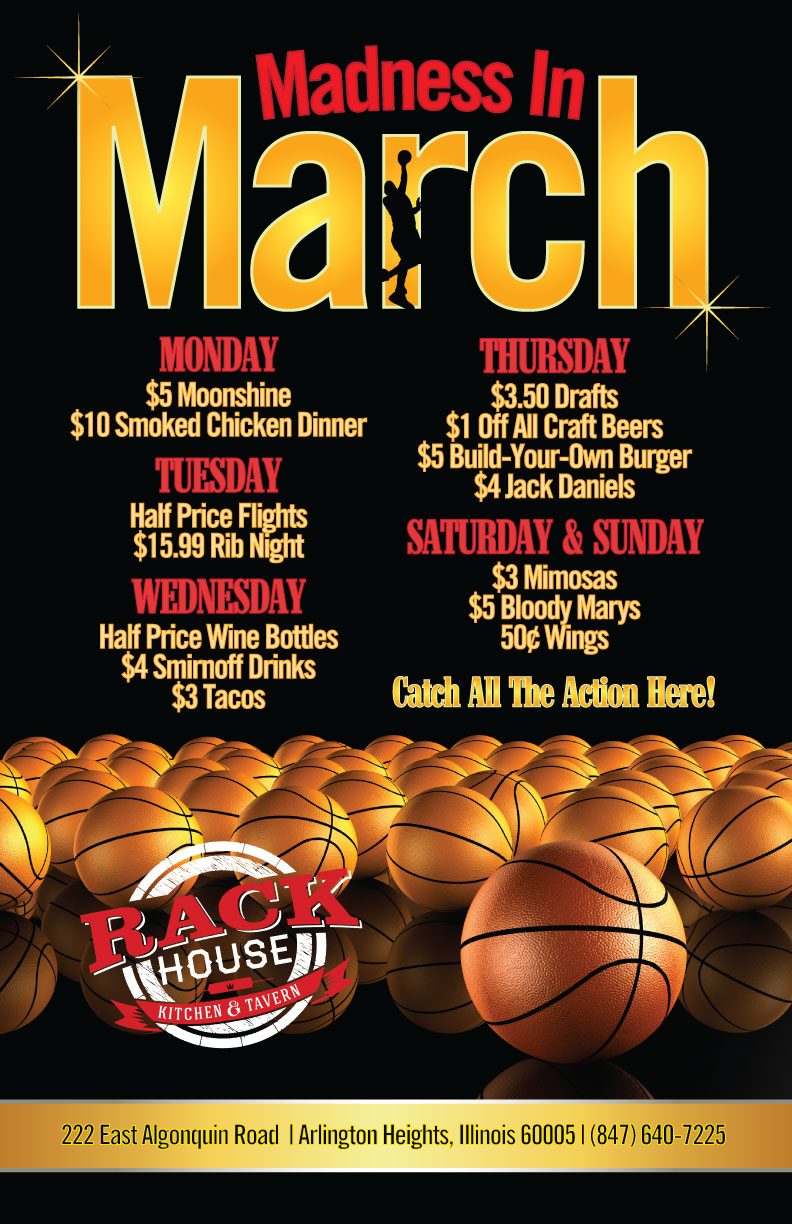 Madness In
March
MONDAY
$5 Moonshine
$10 Smoked Chicken Dinner
TUESDAY
Half Price Flights
$15.99 Rib Night
WEDNESDAY
Half Price Wine Bottles
$4 Smirnoff Drinks
$3 Tacos
THURSDAY
$3.50 Drafts
$1 Off All Craft Beers
$5 Build-Your-Own Burger
$4 Jack Daniels
SATURDAY & SUNDAY
$3 Mimosas
$5 Bloody Marys
50¢ Wings
Catch All The Action Here!
RACK
HOUSE
KITCHEN & TAVERN
222 East Algonquin Road | Arlington Heights, Illinois 60005 | (847) 640-7225